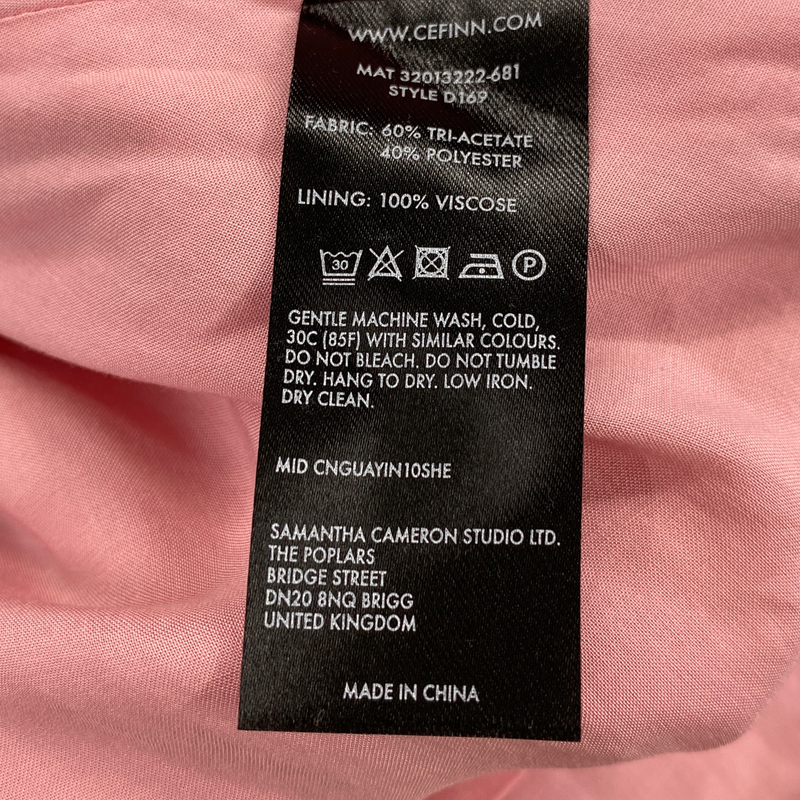 WWW.CEFINN.COM
MAT 32013222-681
STYLE D169
FABRIC: 60% TRI-ACETATE
40% POLYESTER
LINING: 100% VISCOSE
30 P
GENTLE MACHINE WASH, COLD,
30C (85F) WITH SIMILAR COLOURS.
DO NOT BLEACH. DO NOT TUMBLE
DRY. HANG TO DRY. LOW IRON.
DRY CLEAN.
MID CNGUAYIN10SHE
SAMANTHA CAMERON STUDIO LTD.
THE POPLARS
BRIDGE STREET
DN20 8NQ BRIGG
UNITED KINGDOM
MADE IN CHINA